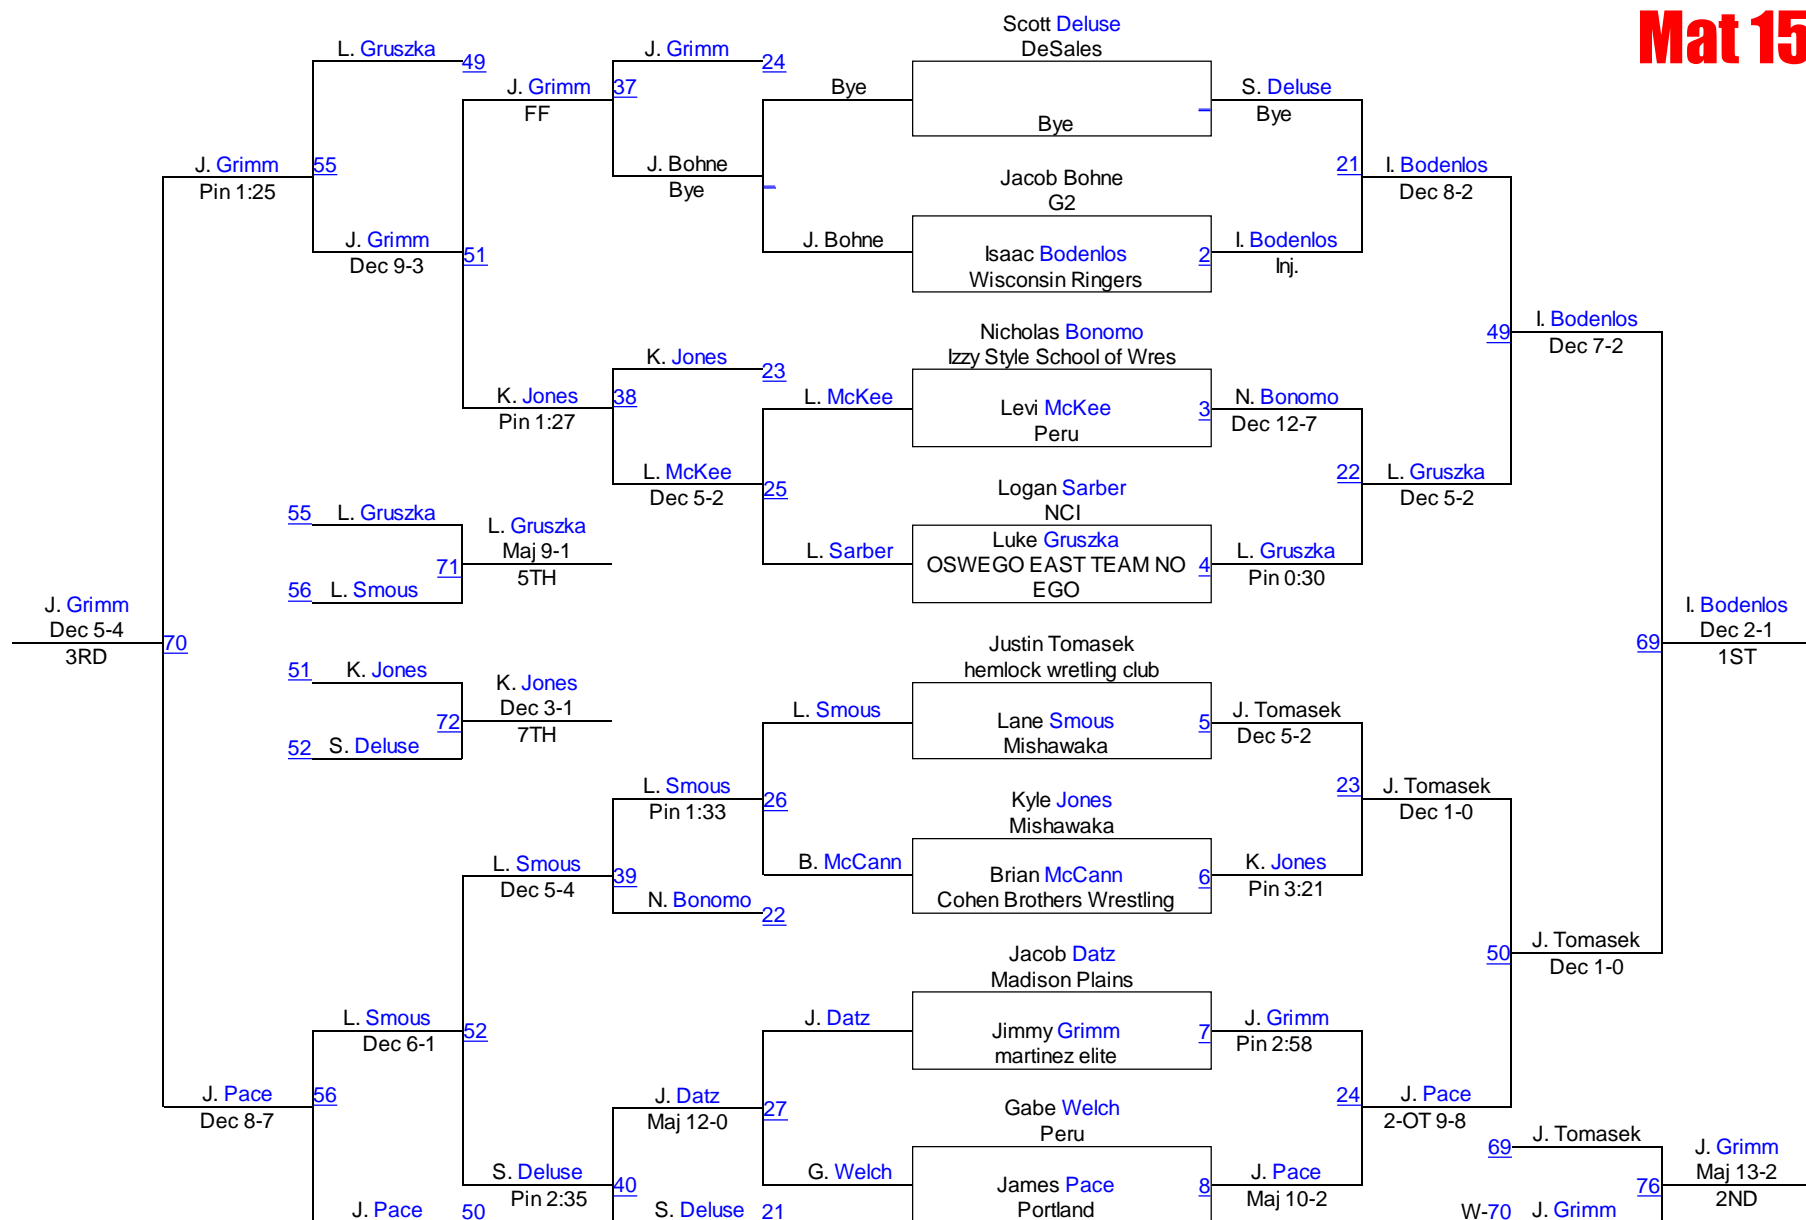 Mat 15
Scott Deluse
DeSales
Bye
Jacob Bohne
G2
Isaac Bodenlos
2
Wisconsin Ringers
Nicholas Bonomo
Izzy Style School of Wres
Levi McKee
3
Peru
Logan Sarber
NCI
Luke Gruszka
OSWEGO EAST TEAM NO
4
EGO
Justin Tomasek
hemlock wretling club
Lane Smous
5
Mishawaka
Kyle Jones
Mishawaka
Brian McCann
6
Cohen Brothers Wrestling
Jacob Datz
Madison Plains
Jimmy Grimm
7
martinez elite
Gabe Welch
Peru
James Pace
8
Portland
S. Deluse
Bye
I. Bodenlos
Inj.
N. Bonomo
Dec 12-7
L. Gruszka
Pin 0:30
J. Tomasek
Dec 5-2
K. Jones
Pin 3:21
J. Grimm
Pin 2:58
J. Pace
Maj 10-2
21
I. Bodenlos
Dec 8-2
22
L. Gruszka
Dec 5-2
23
J. Tomasek
Dec 1-0
24
J. Pace
2-OT 9-8
49
I. Bodenlos
Dec 7-2
50
J. Tomasek
Dec 1-0
69
I. Bodenlos
Dec 2-1
1ST
69
J. Tomasek
W-70 J. Grimm
76
J. Grimm
Maj 13-2
2ND
Bye
J. Bohne
L. McKee
L. Sarber
L. Smous
B. McCann
J. Datz
G. Welch
J. Grimm
24
J. Bohne
Bye
K. Jones
23
L. McKee
25
Dec 5-2
L. Smous
26
Pin 1:33
N. Bonomo
22
J. Datz
27
Maj 12-0
S. Deluse 21
J. Grimm
37
FF
K. Jones
38
Pin 1:27
L. Smous
39
Dec 5-4
S. Deluse
40
Pin 2:35
L. Gruszka
49
J. Grimm
51
Dec 9-3
L. Smous
52
Dec 6-1
J. Pace 50
J. Grimm
55
Pin 1:25
J. Pace
56
Dec 8-7
55 L. Gruszka
56 L. Smous
71
L. Gruszka
Maj 9-1
5TH
51 K. Jones
52 S. Deluse
72
K. Jones
Dec 3-1
7TH
J. Grimm
Dec 5-4
70
3RD